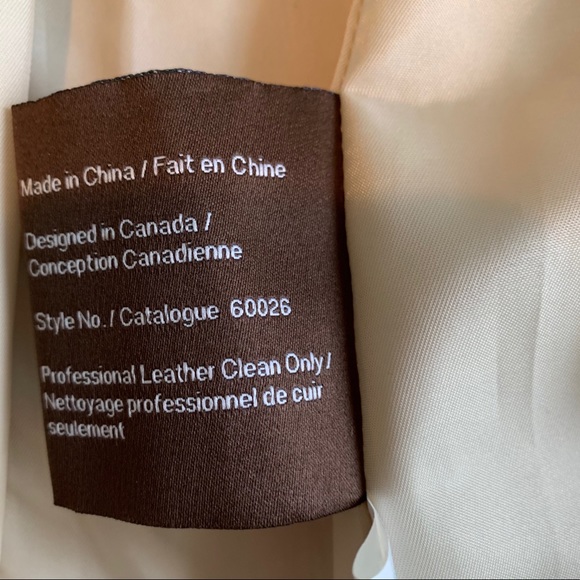 Made in China / Fait en Chine
Designed in Canada /
Conception Canadienne
Style No./ Catalogue 60026
Professional Leather Clean Only/
Nettoyage professionnel de cuir
seulement